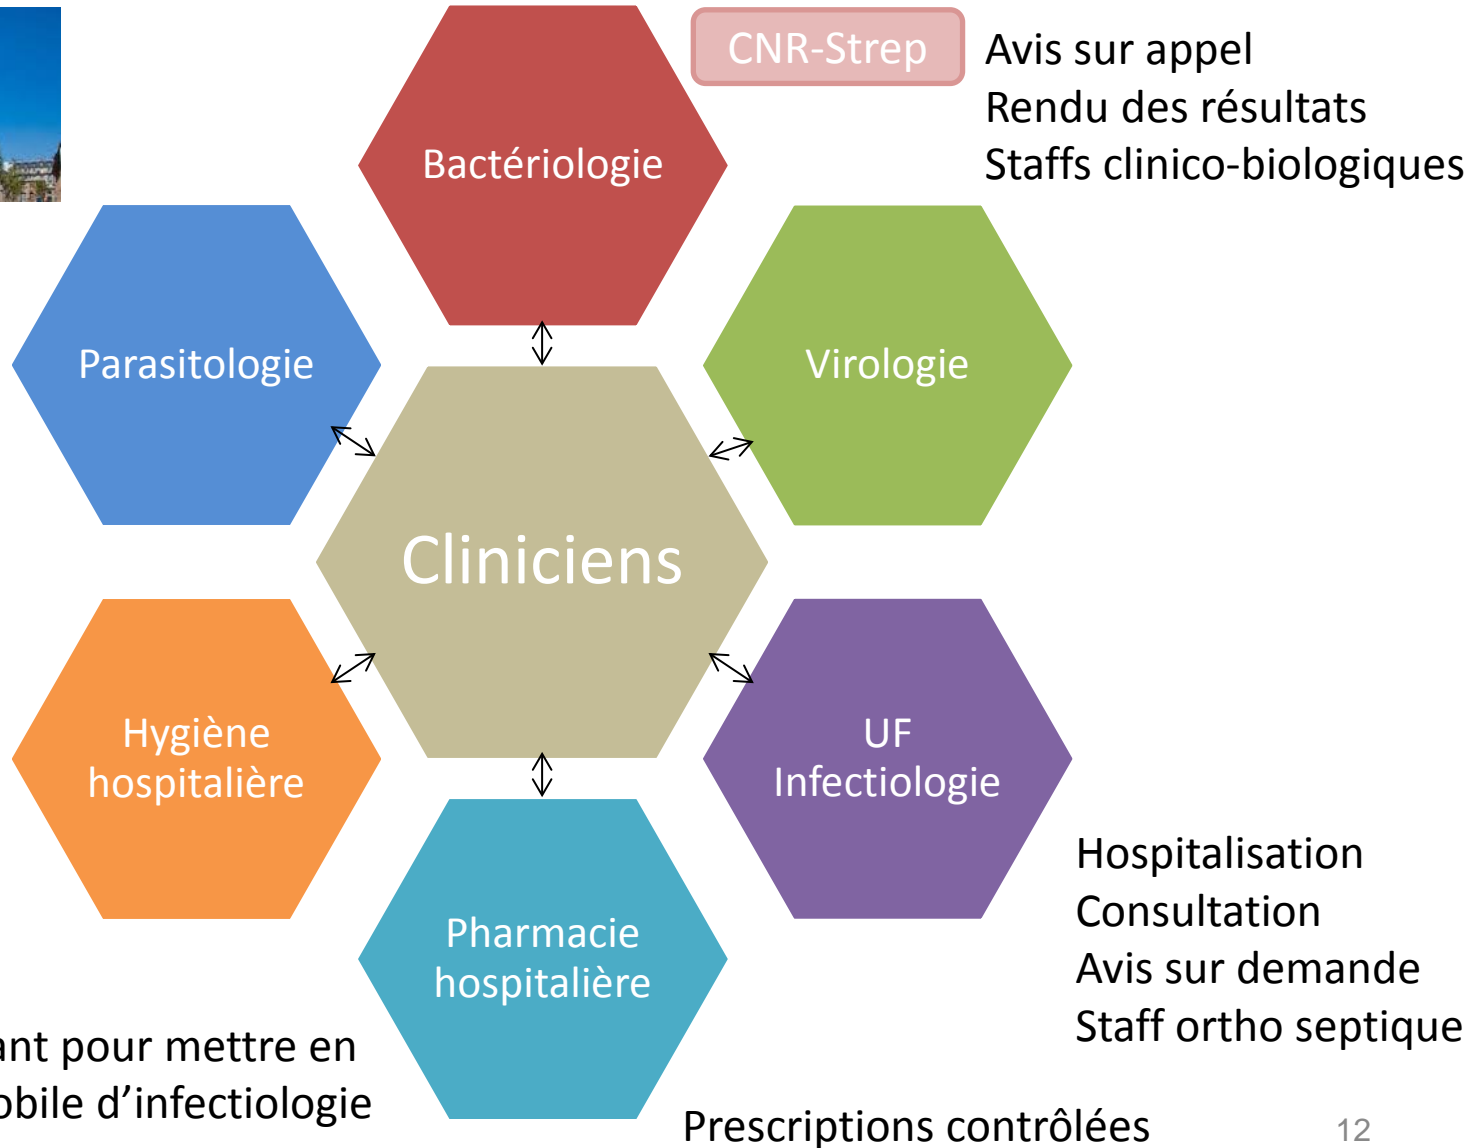 CNR-Strep
Avis sur appel
Rendu des résultats
Staffs clinico-biologiques
Bactériologie
Parasitologie
Virologie
Cliniciens
Hygiène
hospitalière
UF
Infectiologie
Pharmacie
hospitalière
Hospitalisation
Consultation
Avis sur demande
Staff ortho septique
pour mettre en
d’infectiologie
Prescriptions contrôlées
12